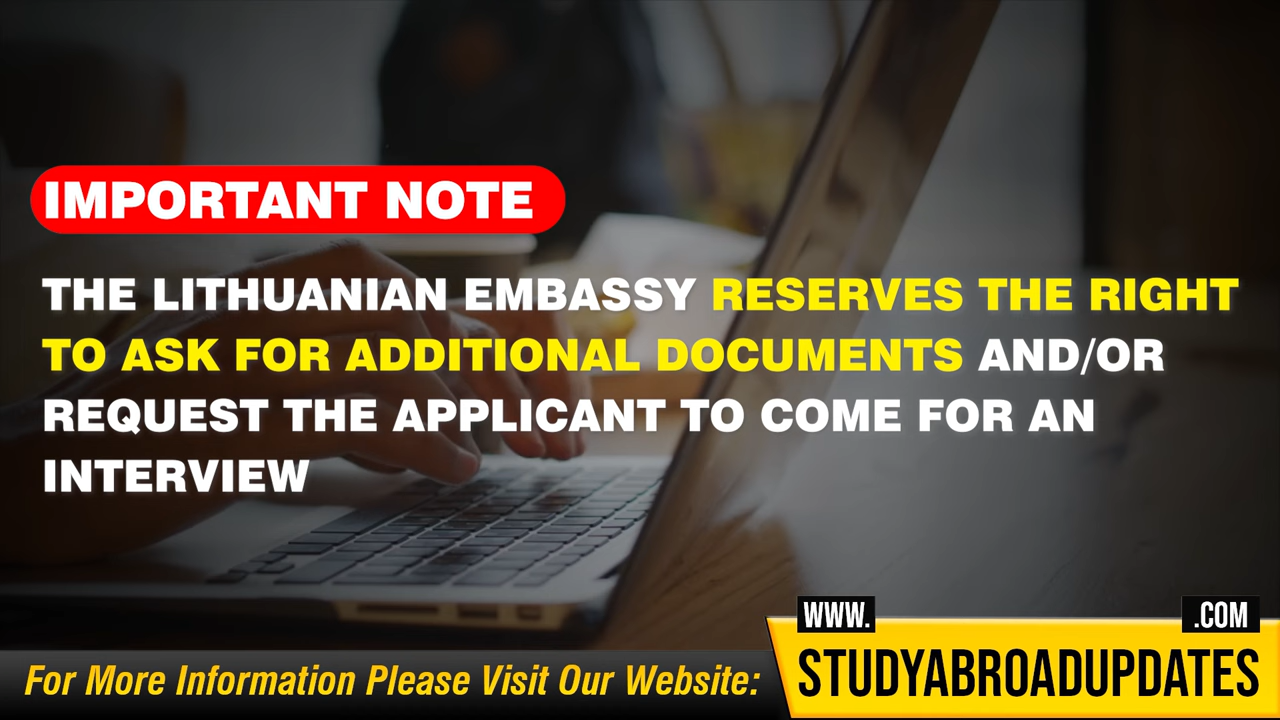 IMPORTANT NOTE
THE LITHUANIAN EMBASSY RESERVES THE RIGHT
TO ASK FOR ADDITIONAL DOCUMENTS AND/OR
REQUEST THE APPLICANT TO COME FOR AN
INTERVIEW
For More Information Please Visit Our Website:
WWW.
STUDYABROADUPDATES
.COM